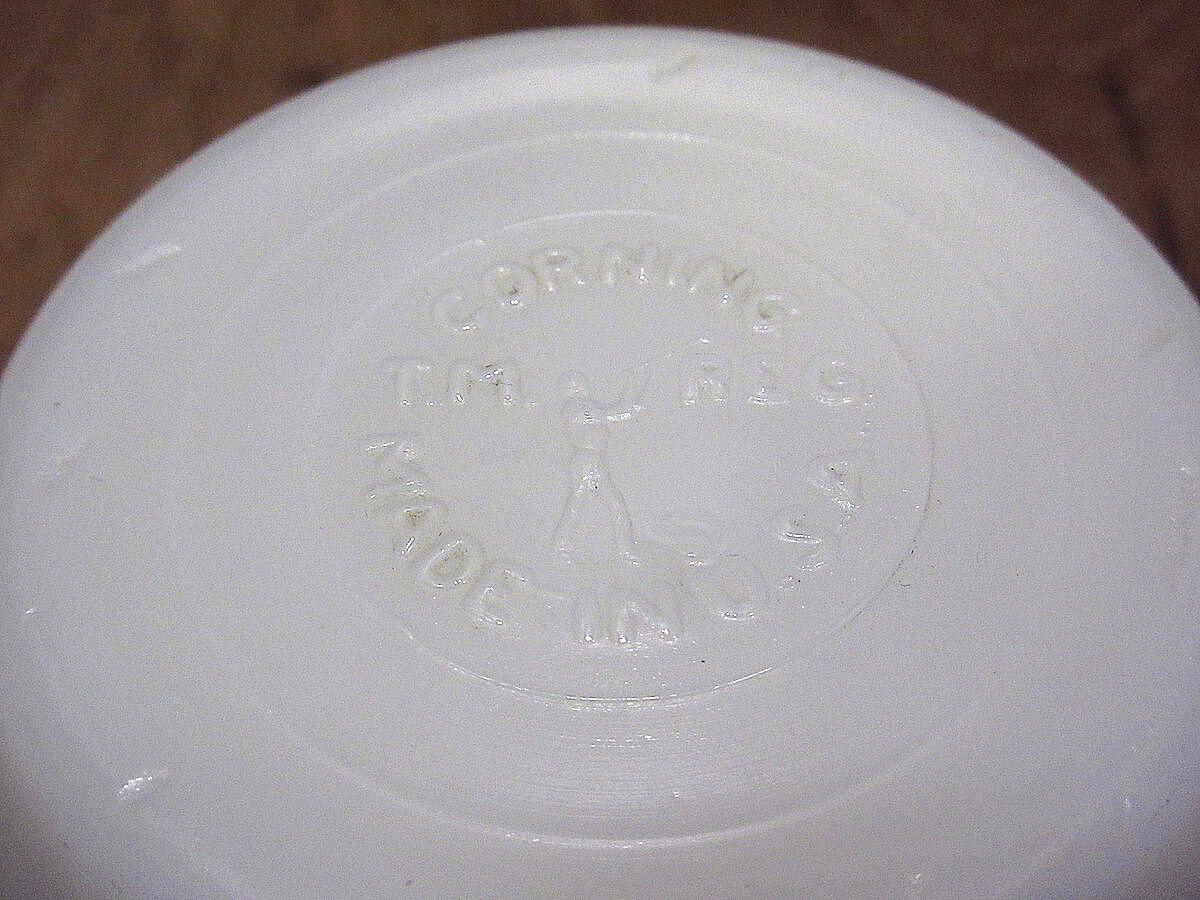 CORNING
T.M. REG.
MADE IN U.S.A.